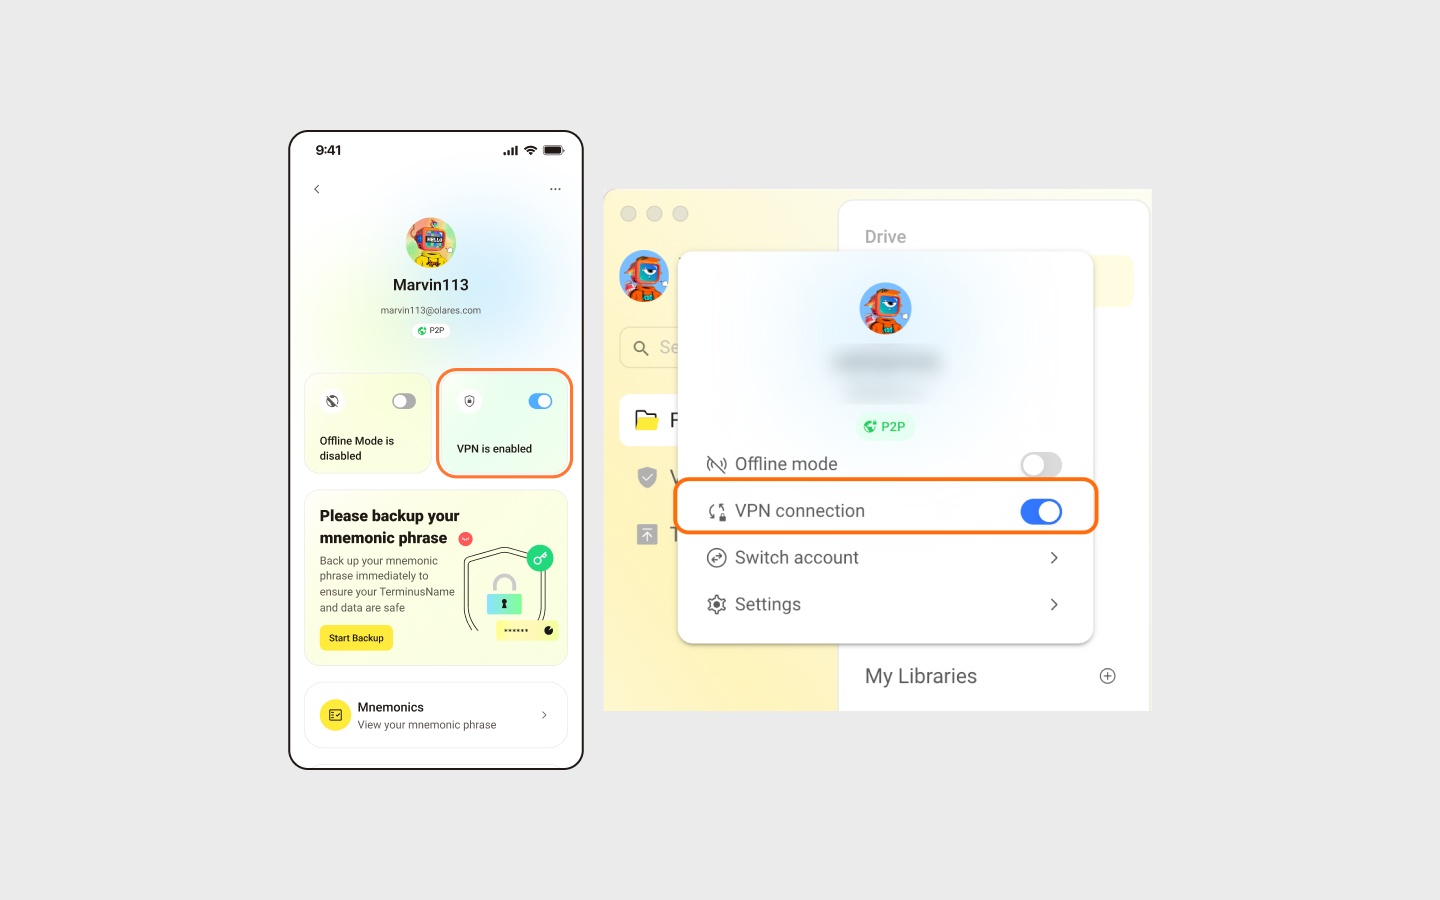 9:41
Marvin113
marvin113@olares.com
P2P
Offline Mode is
disabled
VPN is enabled
Please backup your
mnemonic phrase
Back up your mnemonic
phrase immediately to
ensure your TerminusName
and data are safe
Start Backup
******
Mnemonics
View your mnemonic phrase
Drive
Se
F
V
T
P2P
Offline mode
VPN connection
Switch account
Settings
My Libraries